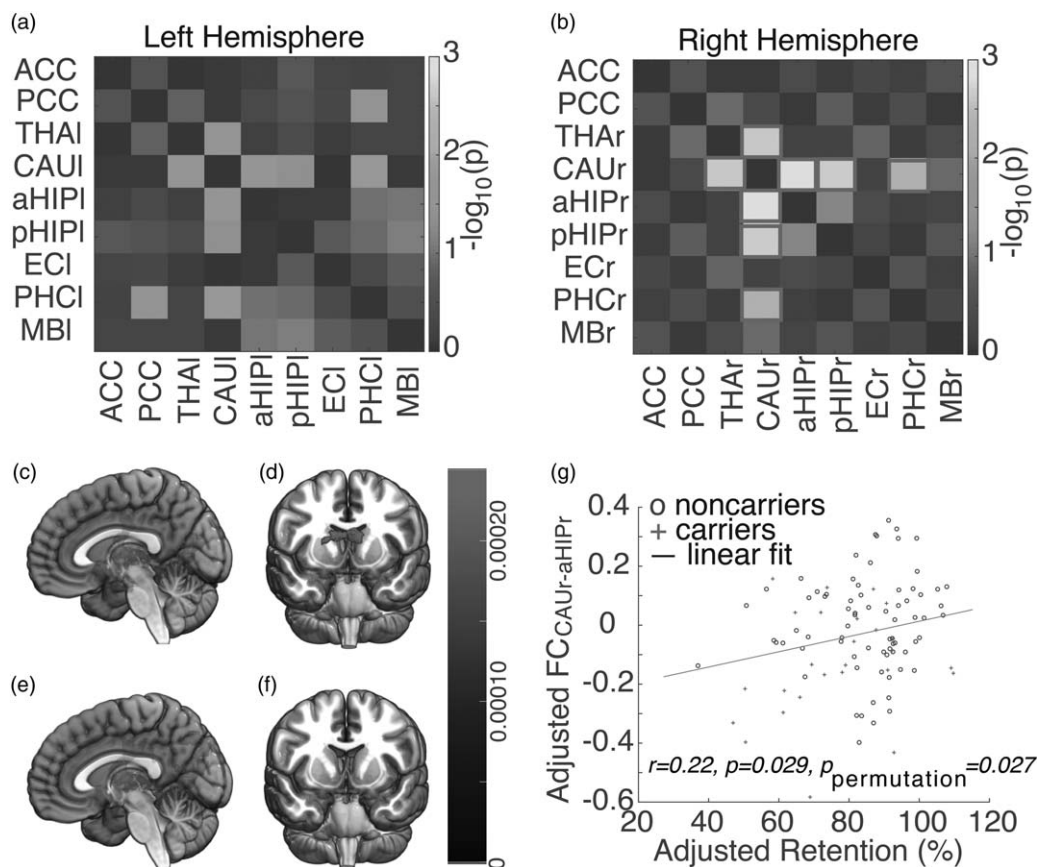 (a)
Left Hemisphere
ACC
PCC
THAl
CAUl
aHIPl
pHIPl
ECl
PHCl
MBl
ACC
PCC
THAl
CAUl
aHIPl
pHIPl
ECl
PHCl
MBl
3
2
1
0
-log10(p)
(b)
Right Hemisphere
ACC
PCC
THAr
CAUr
aHIPr
pHIPr
ECr
PHCr
MBr
ACC
PCC
THAr
CAUr
aHIPr
pHIPr
ECr
PHCr
MBr
3
2
1
0
-log10(p)
(c)
(d)
(e)
(f)
0.00020
0.00010
0
(g)
noncarriers
carriers
linear fit
0.4
0.2
0
-0.2
-0.4
-0.6
Adjusted FCCAUr-aHIPr
r=0.22, p=0.029, ppermutation=0.027
20 40 60 80 100 120
Adjusted Retention (%)